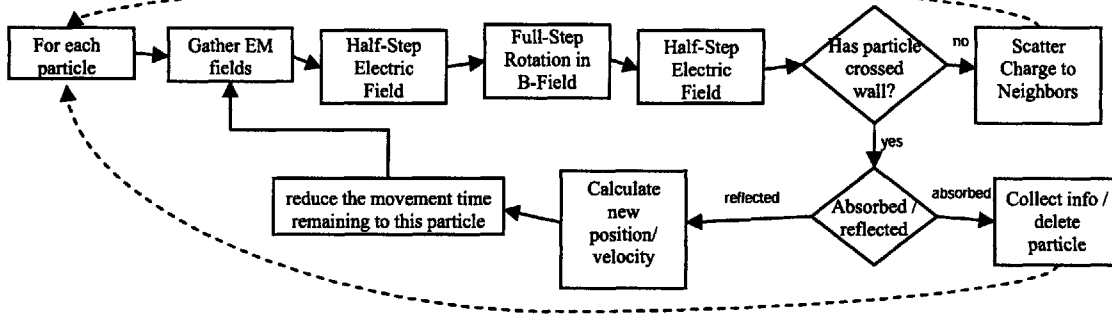 For each
particle
Gather EM
fields
Half-Step
Electric
Field
Full-Step
Rotation in
B-Field
Half-Step
Electric
Field
Has particle
crossed
wall?
no
Scatter
Charge to
Neighbors
yes
Absorbed /
reflected
absorbed
Collect info /
delete
particle
reflected
Calculate
new
position/
velocity
reduce the movement time
remaining to this particle